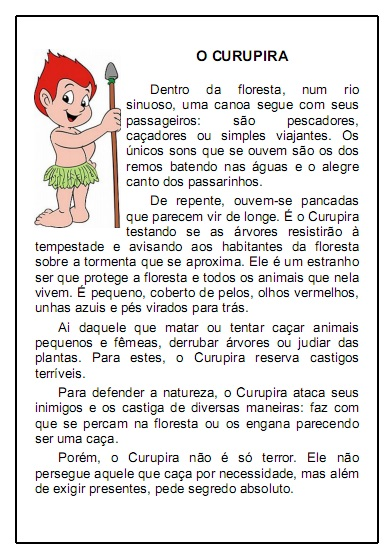 O CURUPIRA
Dentro da floresta, num rio
sinuoso, uma canoa segue com seus
passageiros: são pescadores,
caçadores ou simples viajantes. Os
únicos sons que se ouvem são os dos
remos batendo nas águas e o alegre
canto dos passarinhos.
De repente, ouvem-se pancadas
que parecem vir de longe. É o Curupira
testando se as árvores resistirão à
tempestade e avisando aos habitantes da floresta
sobre a tormenta que se aproxima. Ele é um estranho
ser que protege a floresta e todos os animais que nela
vivem. É pequeno, coberto de pelos, olhos vermelhos,
unhas azuis e pés virados para trás.
Ai daquele que matar ou tentar caçar animais
pequenos e fêmeas, derrubar árvores ou judiar das
plantas. Para estes, o Curupira reserva castigos
terríveis.
Para defender a natureza, o Curupira ataca seus
inimigos e os castiga de diversas maneiras: faz com
que se percam na floresta ou os engana parecendo
ser uma caça.
Porém, o Curupira não é só terror. Ele não
persegue aquele que caça por necessidade, mas além
de exigir presentes, pede segredo absoluto.